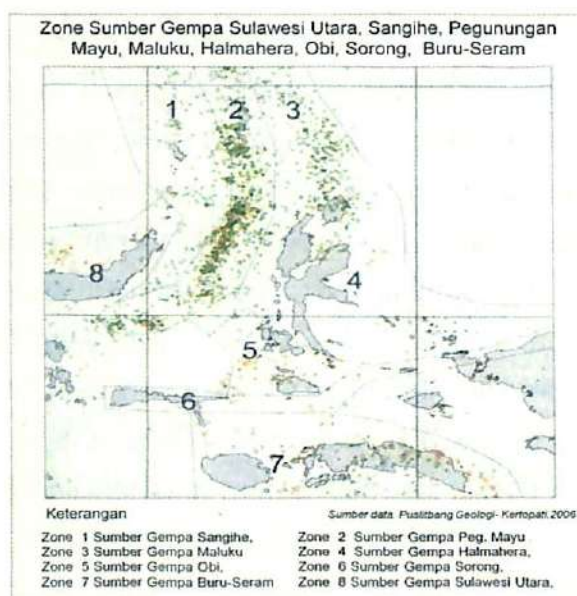 Zone Sumber Gempa Sulawesi Utara, Sangihe, Pegunungan
Mayu, Maluku, Halmahera, Obi, Sorong, Buru-Seram
1
2
3
8
4
5
6
7
Keterangan
Sumber data. Puslitbang Geologi- Kertopati, 2006
Zone 1 Sumber Gempa Sangihe,
Zone 2 Sumber Gempa Peg. Mayu
Zone 3 Sumber Gempa Maluku
Zone 4 Sumber Gempa Halmahera,
Zone 5 Sumber Gempa Obi,
Zone 6 Sumber Gempa Sorong,
Zone 7 Sumber Gempa Buru-Seram
Zone 8 Sumber Gempa Sulawesi Utara,